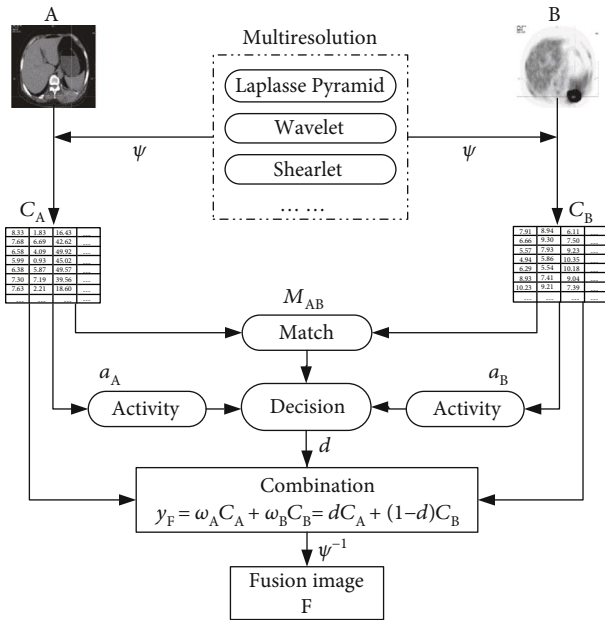 A
B
Multiresolution
Laplasse Pyramid
Wavelet
Shearlet
... ...
ψ
ψ
C_A
C_B
8.33 1.83 16.43 ....
7.68 6.69 42.62 ....
6.58 4.09 49.92 ....
5.99 0.93 45.02 ....
6.38 5.87 49.57 ....
7.30 7.19 39.56 ....
7.63 2.21 18.60 ....
.... .... .... ....
7.91 8.94 6.11 ....
6.66 9.30 7.50 ....
5.57 7.93 9.23 ....
4.94 5.86 10.35 ....
6.29 5.54 10.18 ....
8.93 7.41 9.04 ....
10.23 9.21 7.39 ....
.... .... .... ....
M_AB
Match
a_A
a_B
Activity
Decision
Activity
d
Combination
y_F = ω_A C_A + ω_B C_B = dC_A + (1–d)C_B
ψ⁻¹
Fusion image
F